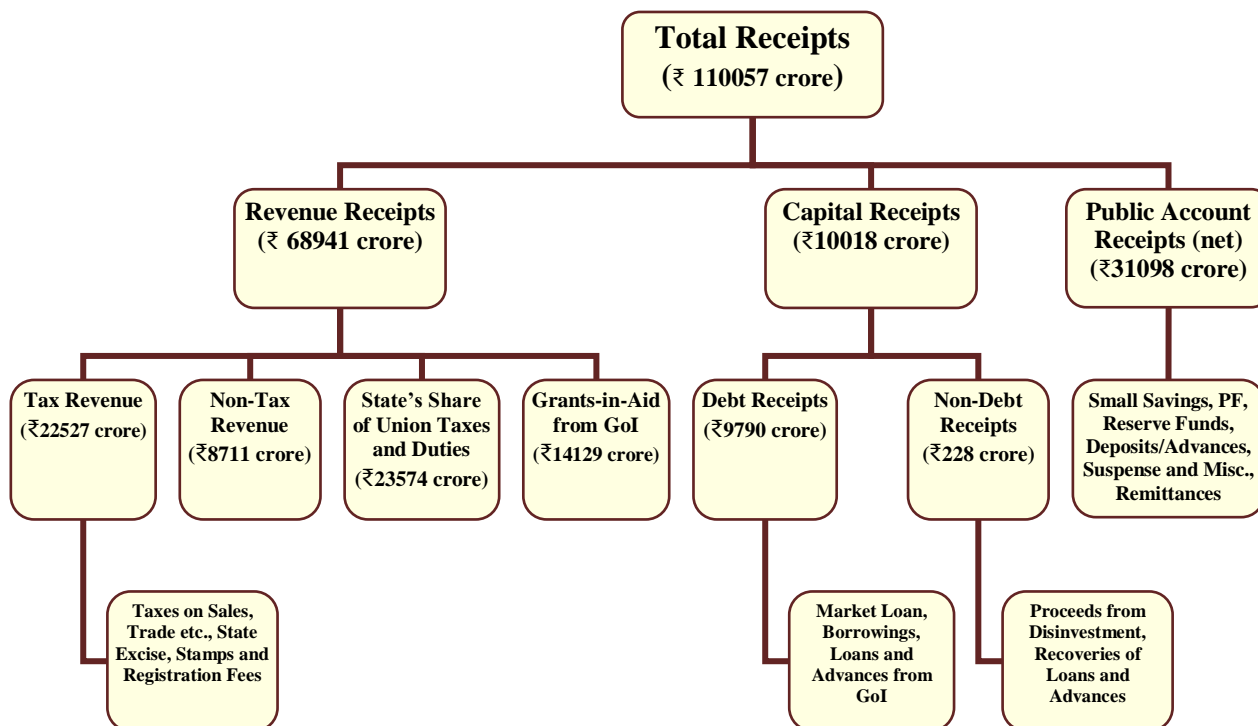 Total Receipts
(₹ 110057 crore)
Revenue Receipts
(₹ 68941 crore)
Capital Receipts
(₹10018 crore)
Public Account
Receipts (net)
(₹31098 crore)
Tax Revenue
(₹22527 crore)
Non-Tax
Revenue
(₹8711 crore)
State’s Share
of Union Taxes
and Duties
(₹23574 crore)
Grants-in-Aid
from GoI
(₹14129 crore)
Debt Receipts
(₹9790 crore)
Non-Debt
Receipts
(₹228 crore)
Small Savings, PF,
Reserve Funds,
Deposits/Advances,
Suspense and Misc.,
Remittances
Taxes on Sales,
Trade etc., State
Excise, Stamps and
Registration Fees
Market Loan,
Borrowings,
Loans and
Advances from
GoI
Proceeds from
Disinvestment,
Recoveries of
Loans and
Advances